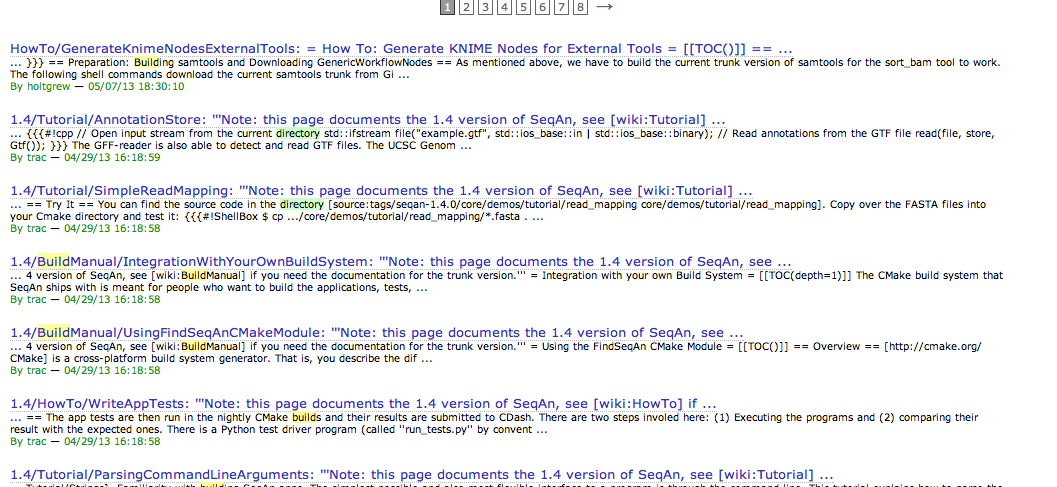 1 2 3 4 5 6 7 8 →
HowTo/GenerateKnimeNodesExternalTools: = How To: Generate KNIME Nodes for External Tools = [[TOC()]] == ...
... }}} == Preparation: Building samtools and Downloading GenericWorkflowNodes == As mentioned above, we have to build the current trunk version of samtools for the sort_bam tool to work.
The following shell commands download the current samtools trunk from Gi ...
By holtgrew — 05/07/13 18:30:10
1.4/Tutorial/AnnotationStore: '''Note: this page documents the 1.4 version of SeqAn, see [wiki:Tutorial] ...
... {{{#!cpp // Open input stream from the current directory std::ifstream file("example.gtf", std::ios_base::in | std::ios_base::binary); // Read annotations from the GTF file read(file, store,
Gtf()); }}} The GFF-reader is also able to detect and read GTF files. The UCSC Genom ...
By trac — 04/29/13 16:18:59
1.4/Tutorial/SimpleReadMapping: '''Note: this page documents the 1.4 version of SeqAn, see [wiki:Tutorial] ...
... == Try It == You can find the source code in the directory [source:tags/seqan-1.4.0/core/demos/tutorial/read_mapping core/demos/tutorial/read_mapping]. Copy over the FASTA files into
your Cmake directory and test it: {{{#!ShellBox $ cp .../core/demos/tutorial/read_mapping/*.fasta . ...
By trac — 04/29/13 16:18:58
1.4/BuildManual/IntegrationWithYourOwnBuildSystem: '''Note: this page documents the 1.4 version of SeqAn, see ...
... 4 version of SeqAn, see [wiki:BuildManual] if you need the documentation for the trunk version.''' = Integration with your own Build System = [[TOC(depth=1)]] The CMake build system that
SeqAn ships with is meant for people who want to build the applications, tests, ...
By trac — 04/29/13 16:18:58
1.4/BuildManual/UsingFindSeqAnCMakeModule: '''Note: this page documents the 1.4 version of SeqAn, see ...
... 4 version of SeqAn, see [wiki:BuildManual] if you need the documentation for the trunk version.''' = Using the FindSeqAn CMake Module = [[TOC()]] == Overview == [http://cmake.org/
CMake] is a cross-platform build system generator. That is, you describe the dif ...
By trac — 04/29/13 16:18:58
1.4/HowTo/WriteAppTests: '''Note: this page documents the 1.4 version of SeqAn, see [wiki:HowTo] if ...
... == The app tests are then run in the nightly CMake builds and their results are submitted to CDash. There are two steps involed here: (1) Executing the programs and (2) comparing their
result with the expected ones. There is a Python test driver program (called ''run_tests.py'' by convent ...
By trac — 04/29/13 16:18:58
1.4/Tutorial/ParsingCommandLineArguments: '''Note: this page documents the 1.4 version of SeqAn, see [wiki:Tutorial] ...